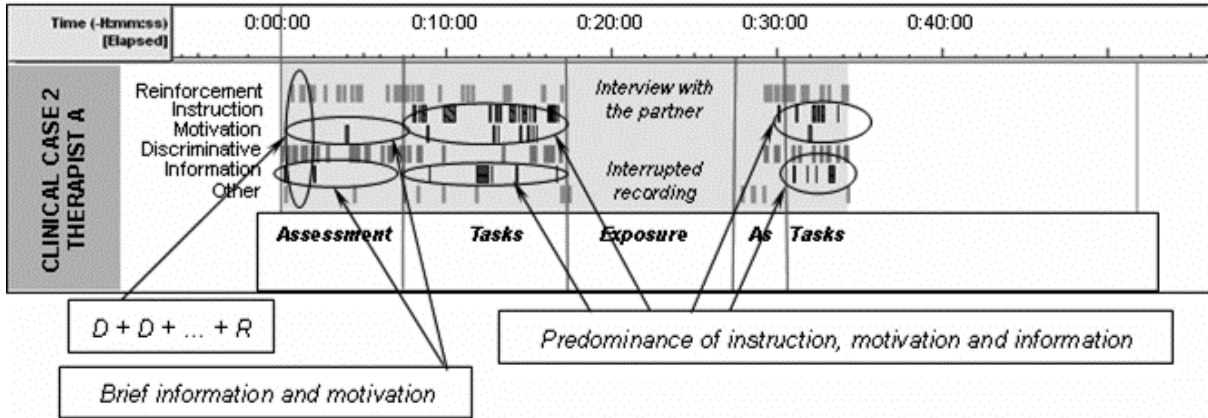 Time (-H:mm:ss)
[Elapsed]
0:00:00 0:10:00 0:20:00 0:30:00 0:40:00
CLINICAL CASE 2
THERAPIST A
Reinforcement
Instruction
Motivation
Discriminative
Information
Other
Interview with
the partner
Interrupted
recording
Assessment Tasks Exposure As Tasks
D + D + ... + R
Predominance of instruction, motivation and information
Brief information and motivation